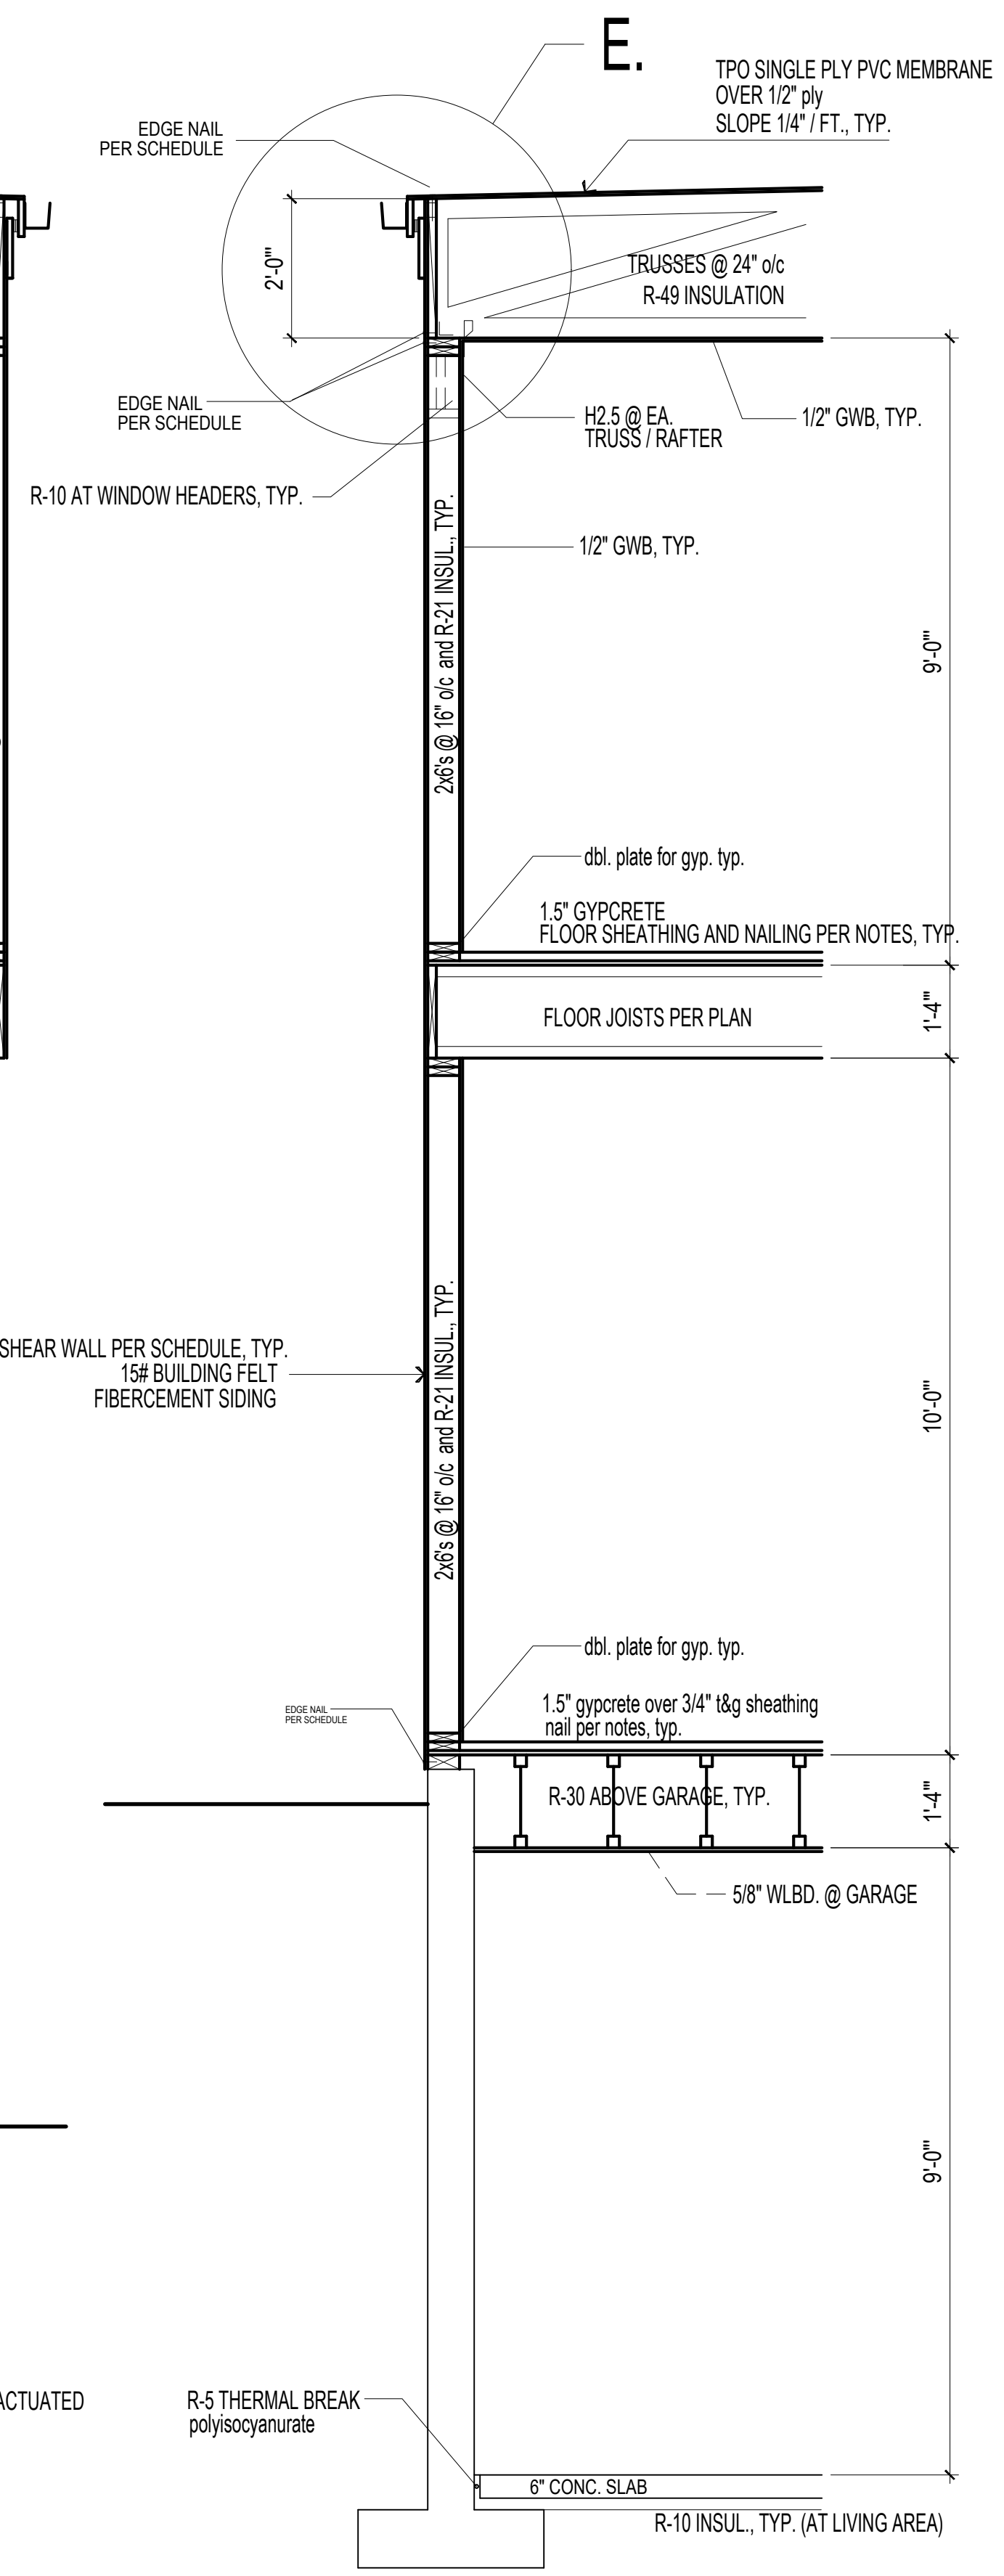 E.
TPO SINGLE PLY PVC MEMBRANE
OVER 1/2" ply
SLOPE 1/4" / FT., TYP.
EDGE NAIL
PER SCHEDULE
2'-0"'
TRUSSES @ 24" o/c
R-49 INSULATION
EDGE NAIL
PER SCHEDULE
H2.5 @ EA.
TRUSS / RAFTER
1/2" GWB, TYP.
R-10 AT WINDOW HEADERS, TYP.
2x6's @ 16" o/c and R-21 INSUL., TYP.
1/2" GWB, TYP.
9'-0"'
dbl. plate for gyp. typ.
1.5" GYPCRETE
FLOOR SHEATHING AND NAILING PER NOTES, TYP.
FLOOR JOISTS PER PLAN
1'-4"'
SHEAR WALL PER SCHEDULE, TYP.
15# BUILDING FELT
FIBERCEMENT SIDING
2x6's @ 16" o/c and R-21 INSUL., TYP.
10'-0"'
dbl. plate for gyp. typ.
EDGE NAIL
PER SCHEDULE
1.5" gypcrete over 3/4" t&g sheathing
nail per notes, typ.
R-30 ABOVE GARAGE, TYP.
1'-4"'
5/8" WLBD. @ GARAGE
9'-0"'
ACTUATED
R-5 THERMAL BREAK
polyisocyanurate
6" CONC. SLAB
R-10 INSUL., TYP. (AT LIVING AREA)